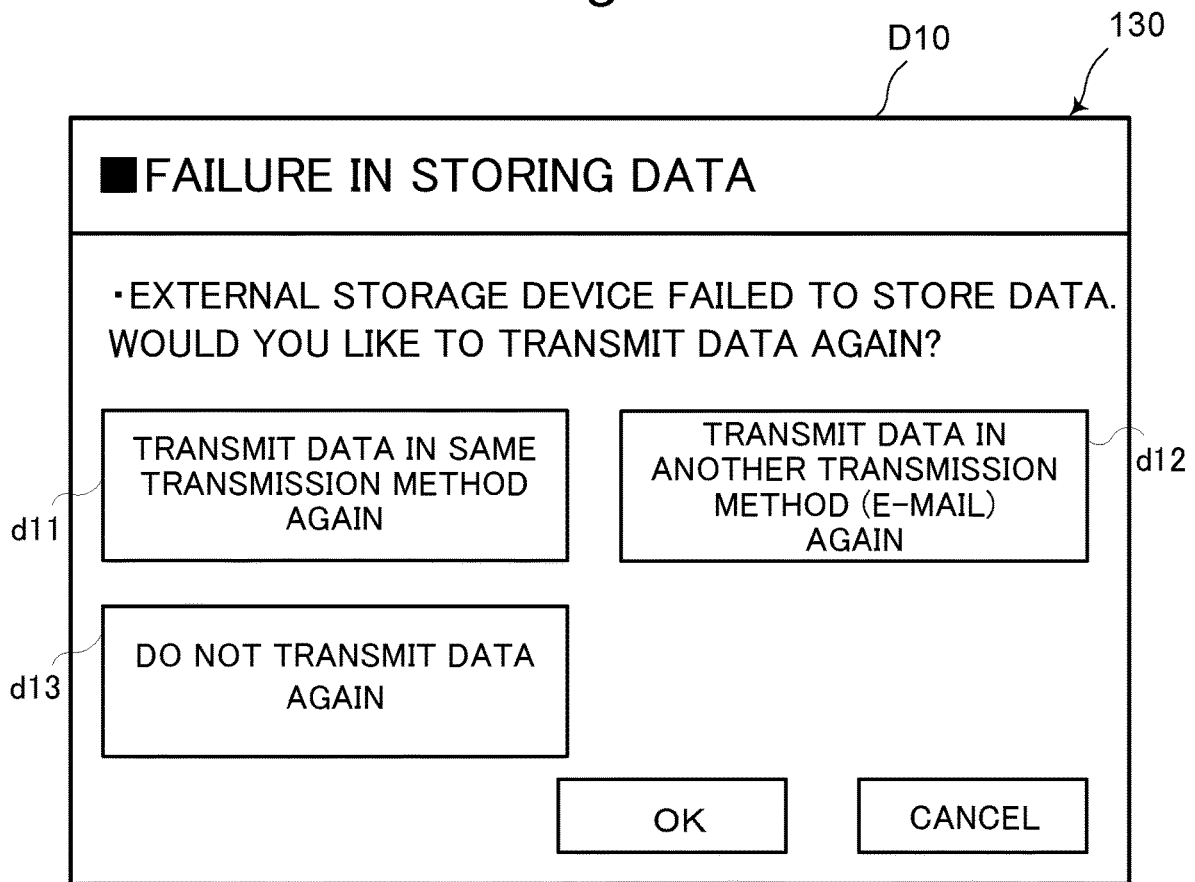 D10
130
■FAILURE IN STORING DATA
・EXTERNAL STORAGE DEVICE FAILED TO STORE DATA.
WOULD YOU LIKE TO TRANSMIT DATA AGAIN?
TRANSMIT DATA IN SAME
TRANSMISSION METHOD
AGAIN
d11
TRANSMIT DATA IN
ANOTHER TRANSMISSION
METHOD (E-MAIL)
AGAIN
d12
DO NOT TRANSMIT DATA
AGAIN
d13
OK
CANCEL